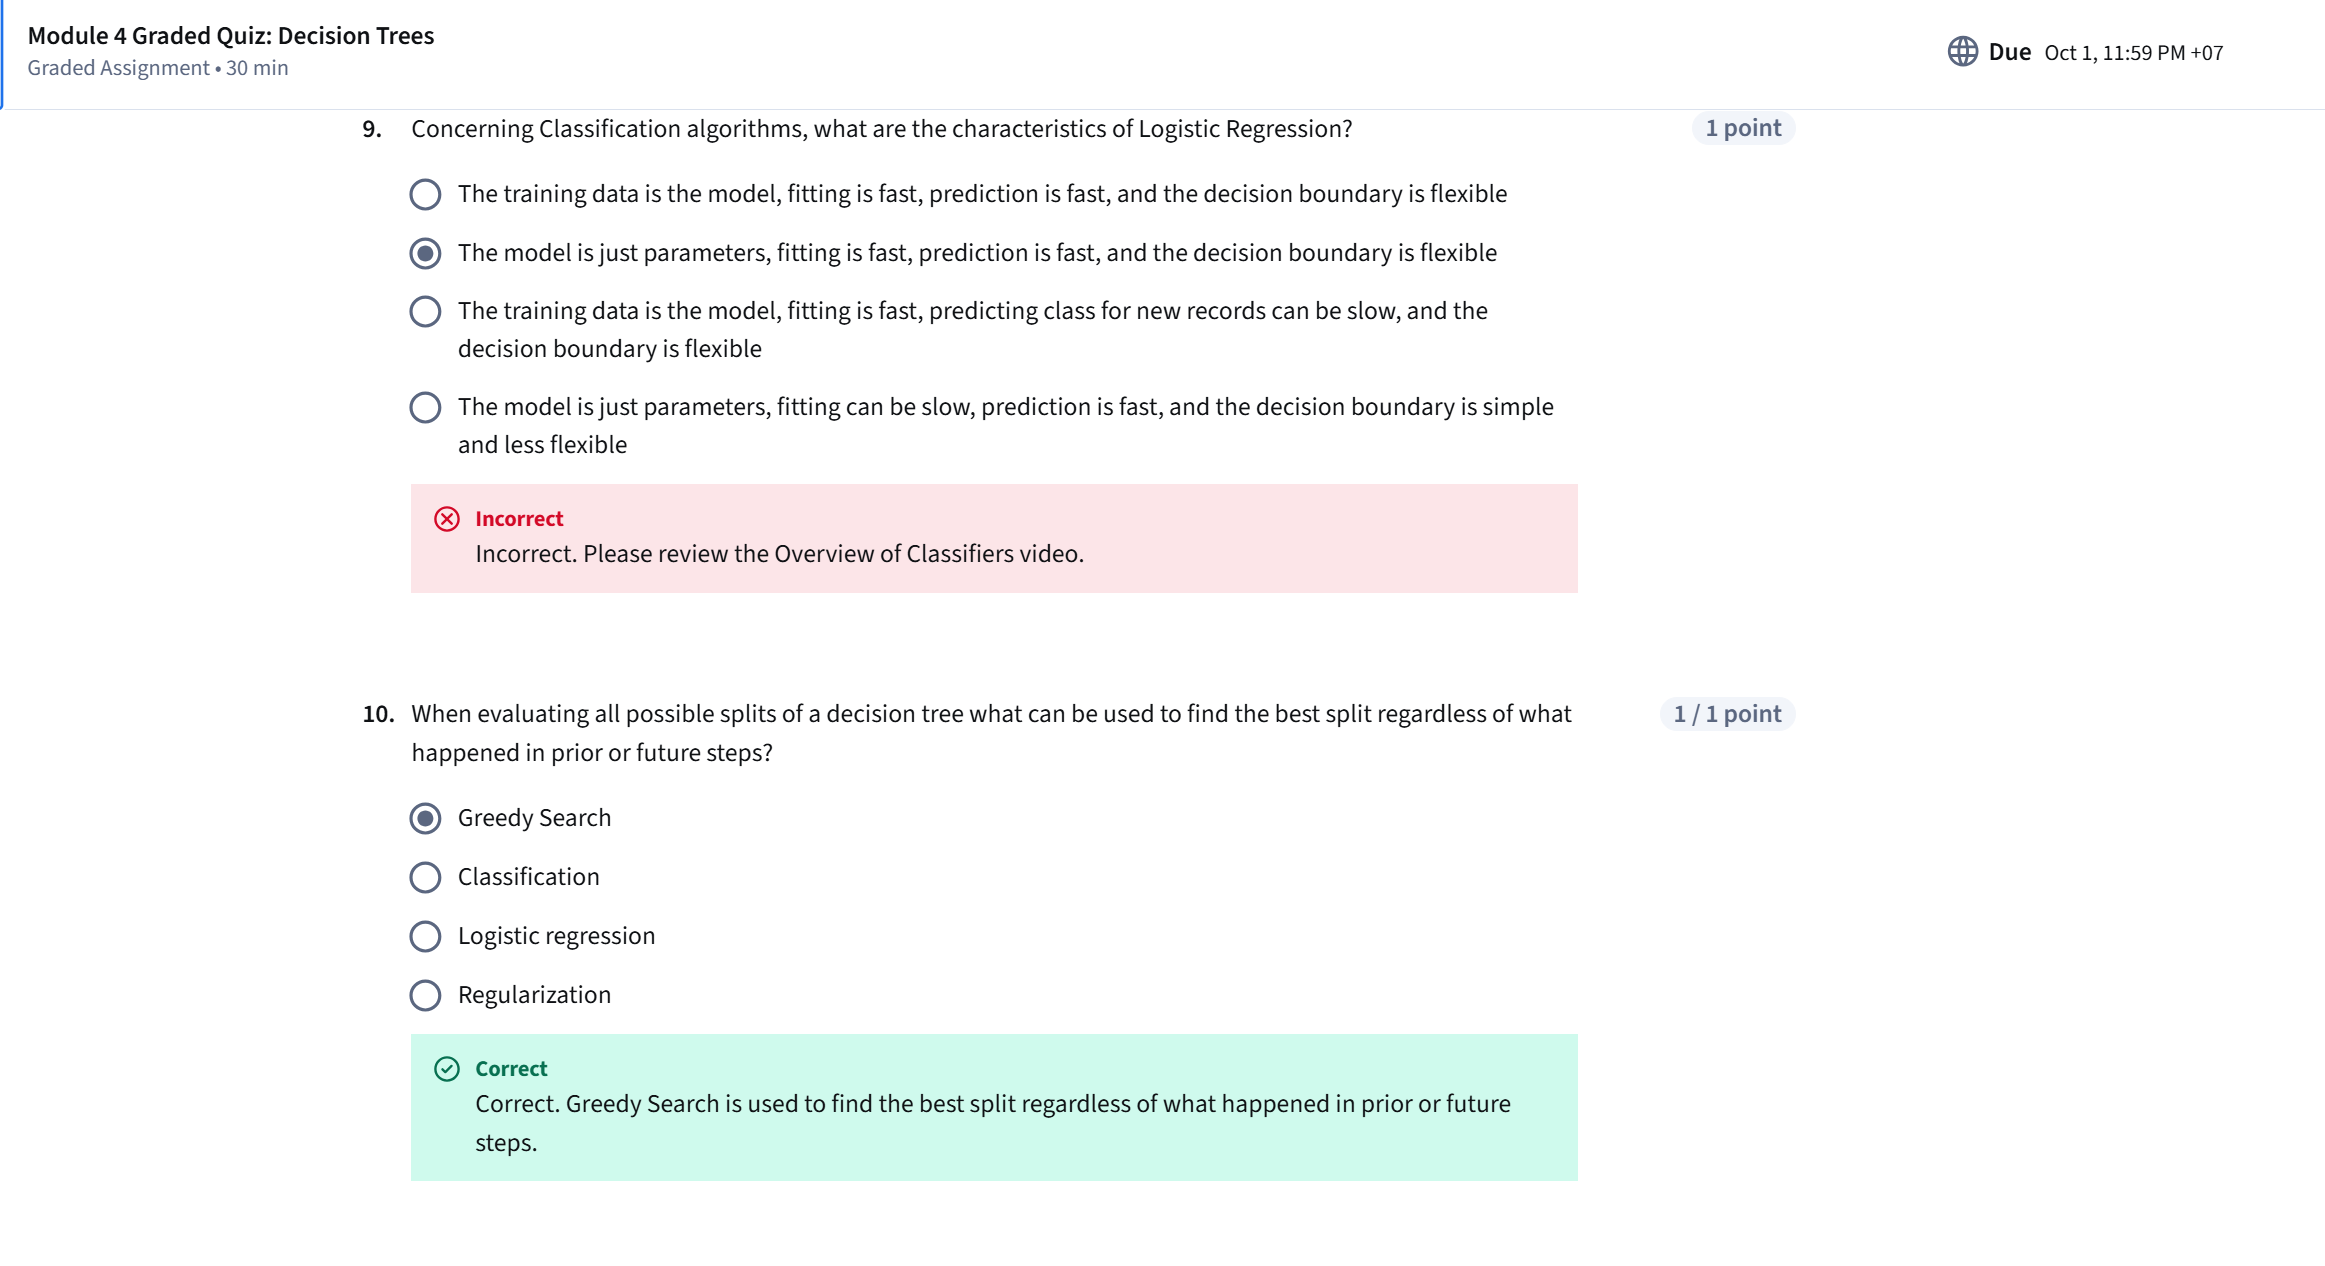 Module 4 Graded Quiz: Decision Trees
Graded Assignment • 30 min
Due Oct 1, 11:59 PM +07
9. Concerning Classification algorithms, what are the characteristics of Logistic Regression?
1 point
The training data is the model, fitting is fast, prediction is fast, and the decision boundary is flexible
The model is just parameters, fitting is fast, prediction is fast, and the decision boundary is flexible
The training data is the model, fitting is fast, predicting class for new records can be slow, and the
decision boundary is flexible
The model is just parameters, fitting can be slow, prediction is fast, and the decision boundary is simple
and less flexible
Incorrect
Incorrect. Please review the Overview of Classifiers video.
10. When evaluating all possible splits of a decision tree what can be used to find the best split regardless of what
happened in prior or future steps?
1 / 1 point
Greedy Search
Classification
Logistic regression
Regularization
Correct
Correct. Greedy Search is used to find the best split regardless of what happened in prior or future
steps.